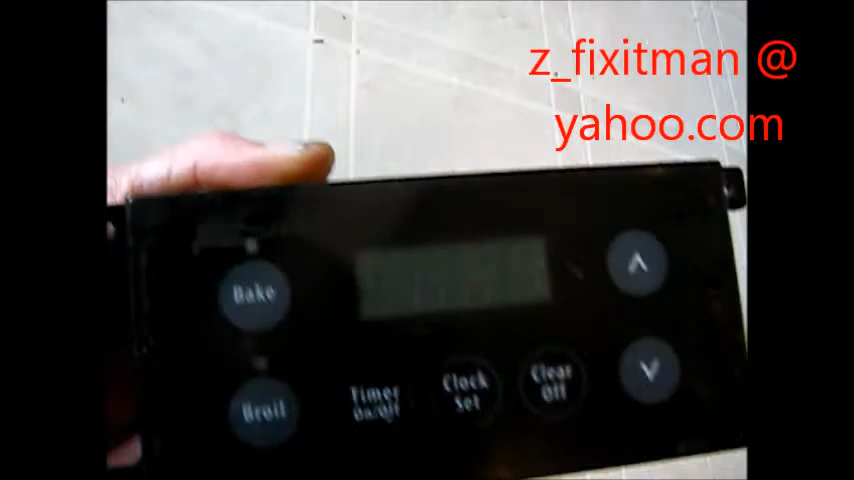 z_fixitman @
yahoo.com
Bake
Broil
Timer
on/off
Clock
Set
Clear
Off